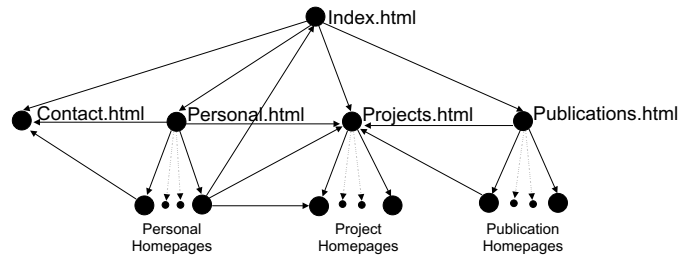 Index.html
Contact.html
Personal.html
Projects.html
Publications.html
Personal
Homepages
Project
Homepages
Publication
Homepages